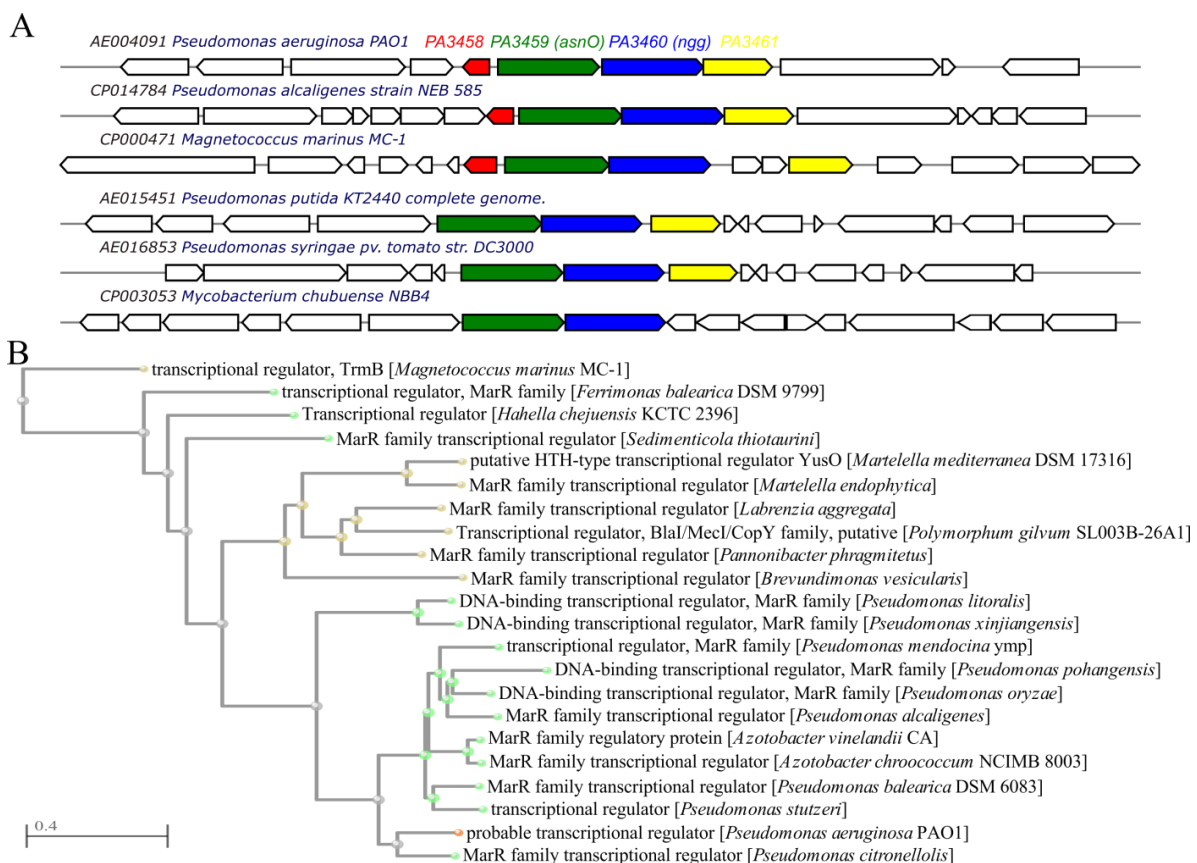 A
AE004091 Pseudomonas aeruginosa PAO1 PA3458 PA3459 (asnO) PA3460 (ngg) PA3461
CP014784 Pseudomonas alcaligenes strain NEB 585
CP000471 Magnetococcus marinus MC-1
AE015451 Pseudomonas putida KT2440 complete genome.
AE016853 Pseudomonas syringae pv. tomato str. DC3000
CP003053 Mycobacterium chubuense NBB4
B
transcriptional regulator, TrmB [Magnetococcus marinus MC-1]
transcriptional regulator, MarR family [Ferrimonas balearica DSM 9799]
Transcriptional regulator [Hahella chejuensis KCTC 2396]
MarR family transcriptional regulator [Sedimenticola thiotaurini]
putative HTH-type transcriptional regulator YusO [Martelella mediterranea DSM 17316]
MarR family transcriptional regulator [Martelella endophytica]
MarR family transcriptional regulator [Labrenzia aggregata]
Transcriptional regulator, BlaI/MecI/CopY family, putative [Polymorphum gilvum SL003B-26A1]
MarR family transcriptional regulator [Pannonibacter phragmitetus]
MarR family transcriptional regulator [Brevundimonas vesicularis]
DNA-binding transcriptional regulator, MarR family [Pseudomonas litoralis]
DNA-binding transcriptional regulator, MarR family [Pseudomonas xinjiangensis]
transcriptional regulator, MarR family [Pseudomonas mendocina ymp]
DNA-binding transcriptional regulator, MarR family [Pseudomonas pohangensis]
DNA-binding transcriptional regulator, MarR family [Pseudomonas oryzae]
MarR family transcriptional regulator [Pseudomonas alcaligenes]
MarR family regulatory protein [Azotobacter vinelandii CA]
MarR family transcriptional regulator [Azotobacter chroococcum NCIMB 8003]
MarR family transcriptional regulator [Pseudomonas balearica DSM 6083]
transcriptional regulator [Pseudomonas stutzeri]
0.4
probable transcriptional regulator [Pseudomonas aeruginosa PAO1]
MarR family transcriptional regulator [Pseudomonas citronellolis]